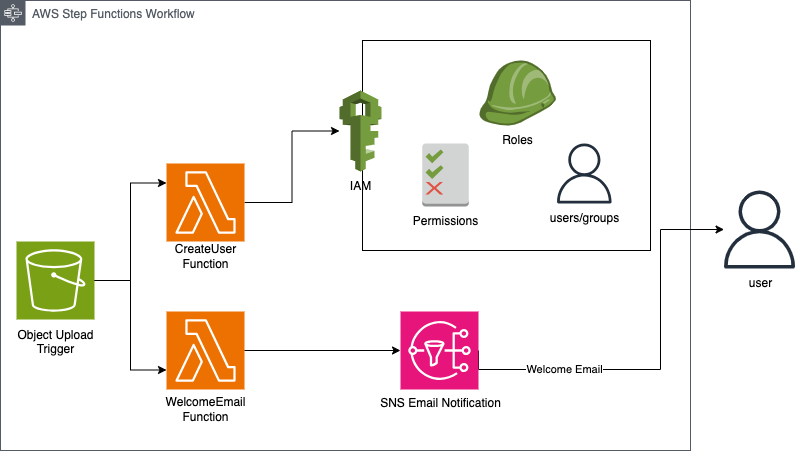 AWS Step Functions Workflow
Roles
IAM
Permissions
users/groups
CreateUser
Function
user
Object Upload
Trigger
Welcome Email
WelcomeEmail
Function
SNS Email Notification